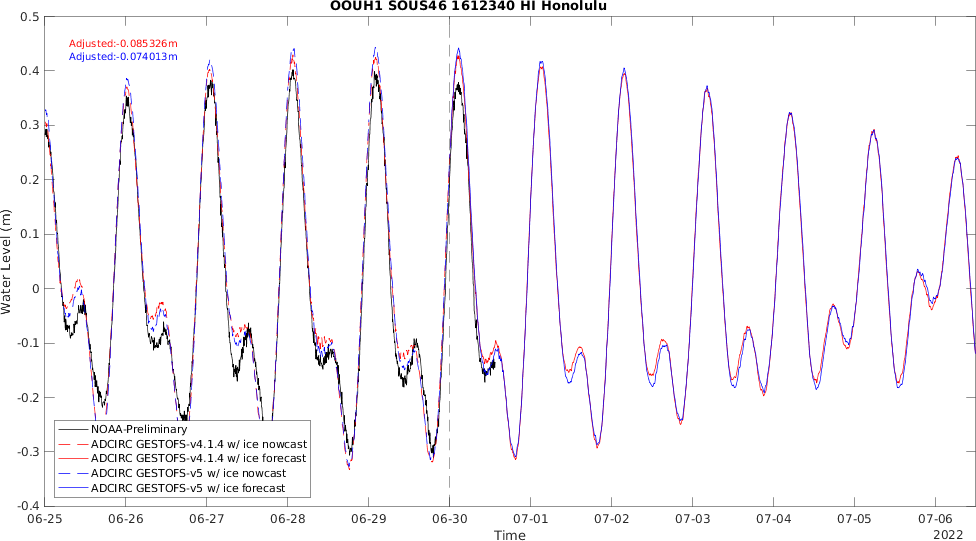 OOUH1 SOUS46 1612340 HI Honolulu
0.5
Adjusted:-0.085326m
Adjusted:-0.074013m
0.4
0.3
0.2
0.1
0
-0.1
-0.2
-0.3
-0.4
Water Level (m)
NOAA-Preliminary
ADCIRC GESTOFS-v4.1.4 w/ ice nowcast
ADCIRC GESTOFS-v4.1.4 w/ ice forecast
ADCIRC GESTOFS-v5 w/ ice nowcast
ADCIRC GESTOFS-v5 w/ ice forecast
06-25 06-26 06-27 06-28 06-29 06-30 07-01 07-02 07-03 07-04 07-05 07-06
Time
2022